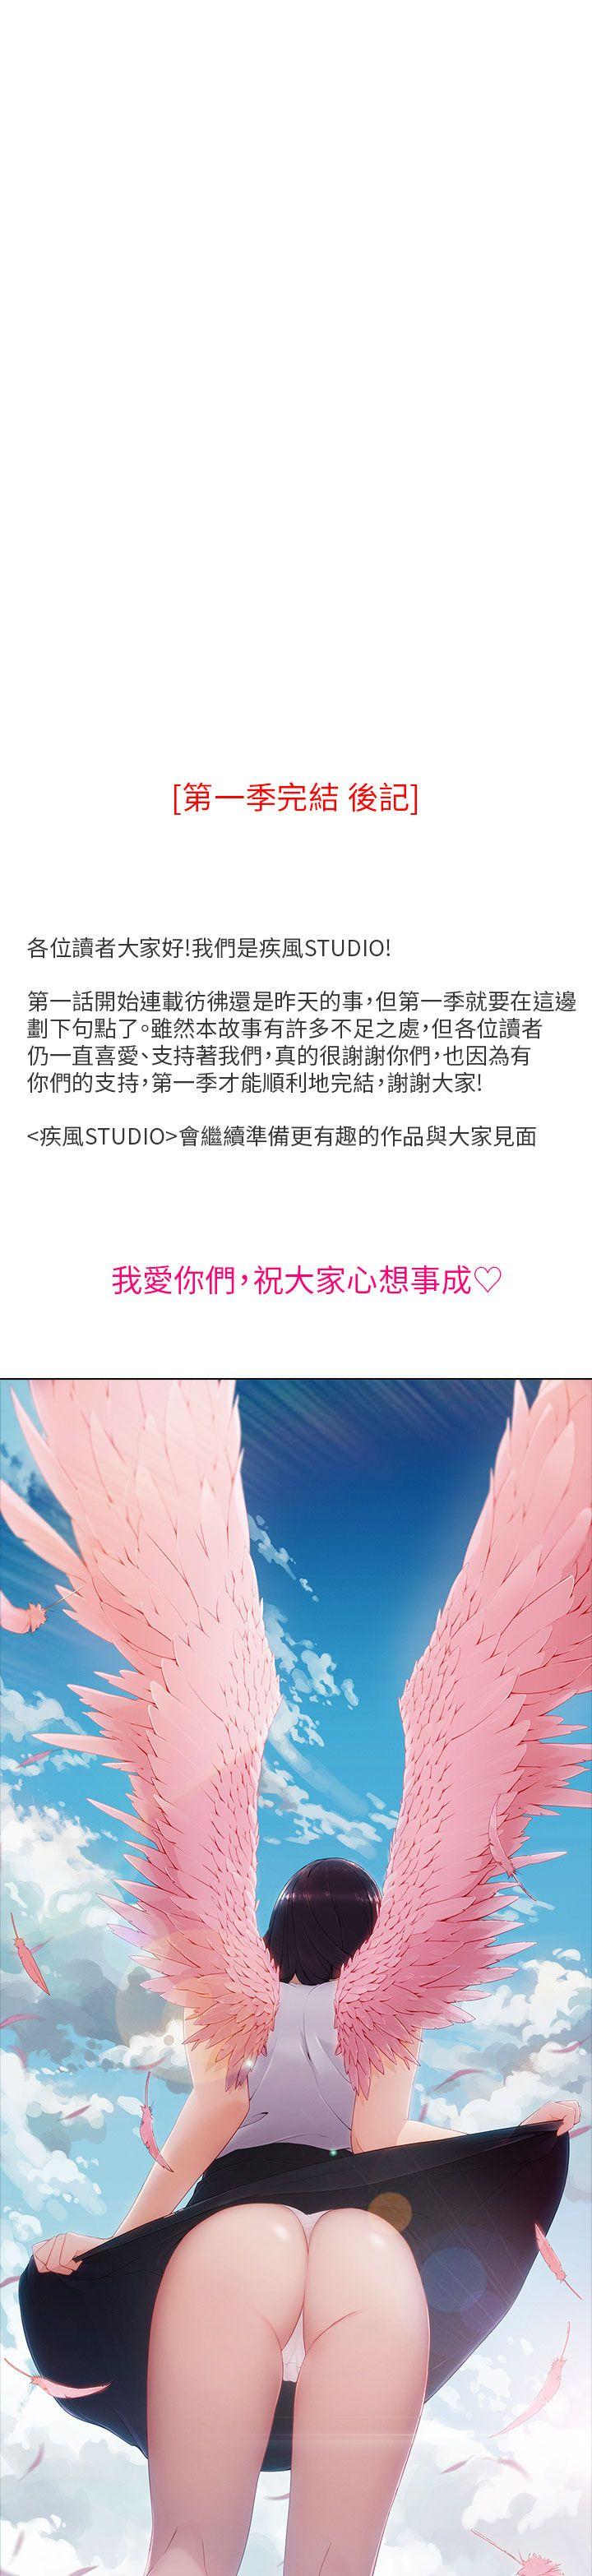 [第一季完結 後記]
各位讀者大家好!我們是疾風STUDIO!
第一話開始連載彷彿還是昨天的事,但第一季就要在這邊
劃下句點了。雖然本故事有許多不足之處,但各位讀者
仍一直喜愛、支持著我們,真的很謝謝你們,也因為有
你們的支持,第一季才能順利地完結,謝謝大家!
<疾風STUDIO>會繼續準備更有趣的作品與大家見面
我愛你們,祝大家心想事成♡